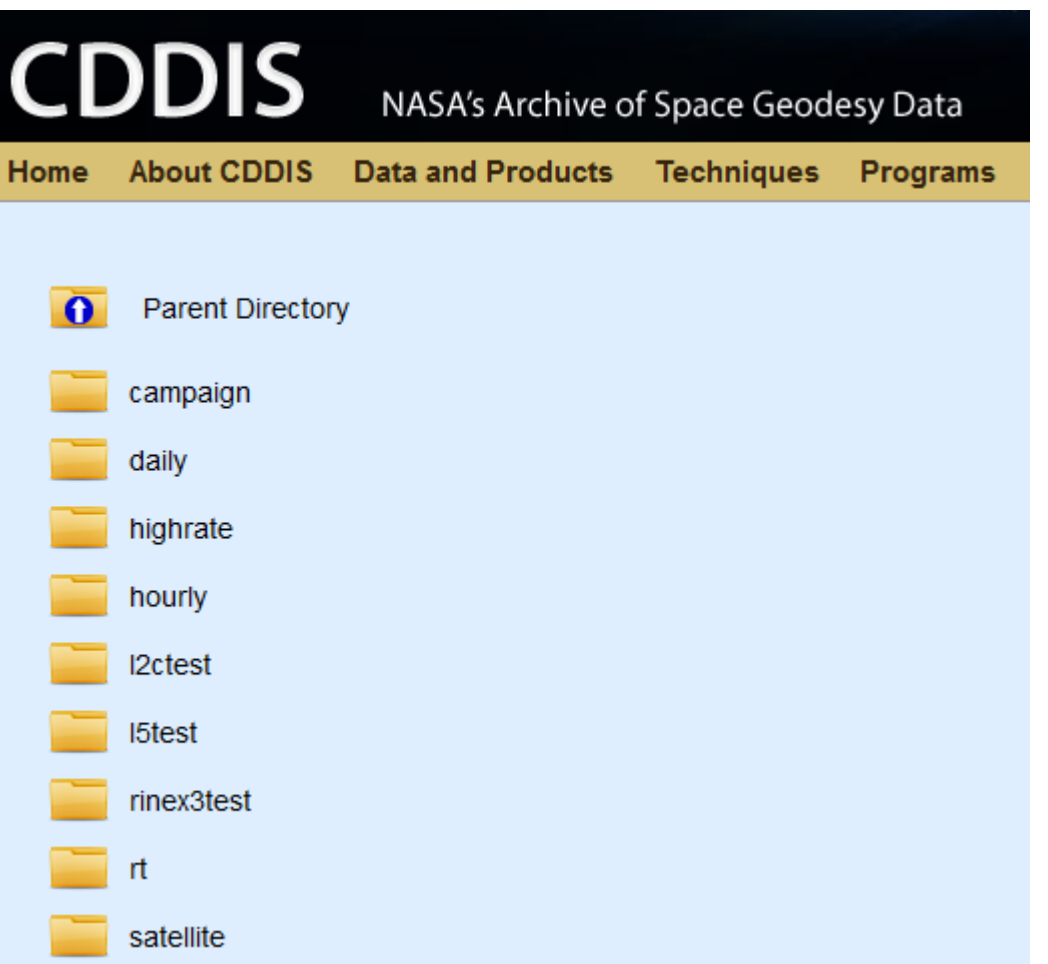 CDDIS NASA's Archive of Space Geodesy Data
Home About CDDIS Data and Products Techniques Programs
Parent Directory
campaign
daily
highrate
hourly
l2ctest
l5test
rinex3test
rt
satellite